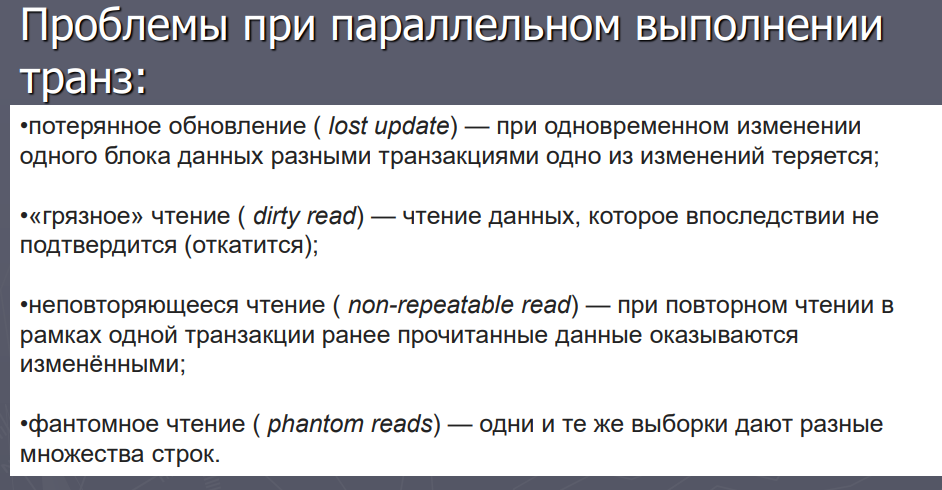 Проблемы при параллельном выполнении
транз:
•потерянное обновление ( lost update) — при одновременном изменении
одного блока данных разными транзакциями одно из изменений теряется;
•«грязное» чтение ( dirty read) — чтение данных, которое впоследствии не
подтвердится (откатится);
•неповторяющееся чтение ( non-repeatable read) — при повторном чтении в
рамках одной транзакции ранее прочитанные данные оказываются
изменёнными;
•фантомное чтение ( phantom reads) — одни и те же выборки дают разные
множества строк.